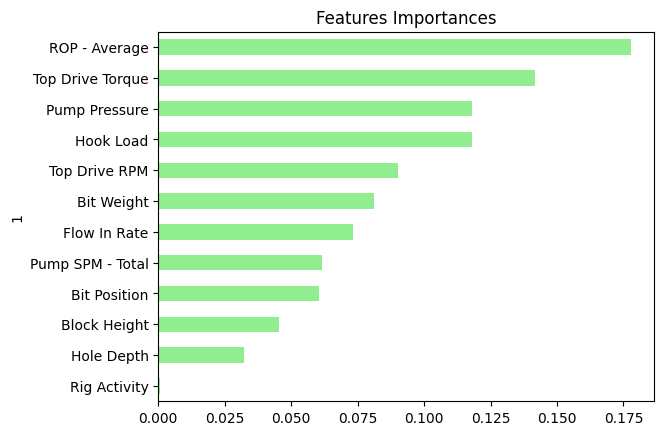 Features Importances
ROP - Average
Top Drive Torque
Pump Pressure
Hook Load
Top Drive RPM
Bit Weight
Flow In Rate
Pump SPM - Total
Bit Position
Block Height
Hole Depth
Rig Activity
1
0.000 0.025 0.050 0.075 0.100 0.125 0.150 0.175